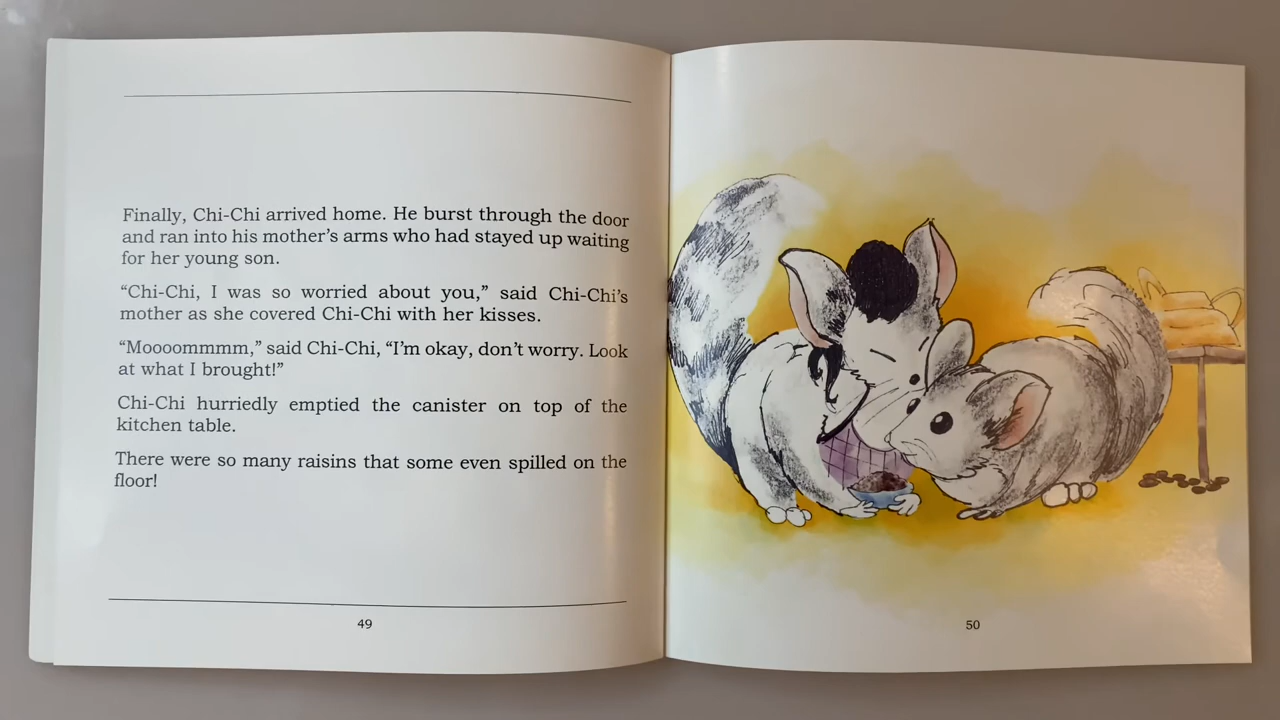 Finally, Chi-Chi arrived home. He burst through the door
and ran into his mother's arms who had stayed up waiting
for her young son.
“Chi-Chi, I was so worried about you,” said Chi-Chi's
mother as she covered Chi-Chi with her kisses.
“Moooommmm,” said Chi-Chi, “I'm okay, don't worry. Look
at what I brought!”
Chi-Chi hurriedly emptied the canister on top of the
kitchen table.
There were so many raisins that some even spilled on the
floor!
49
50